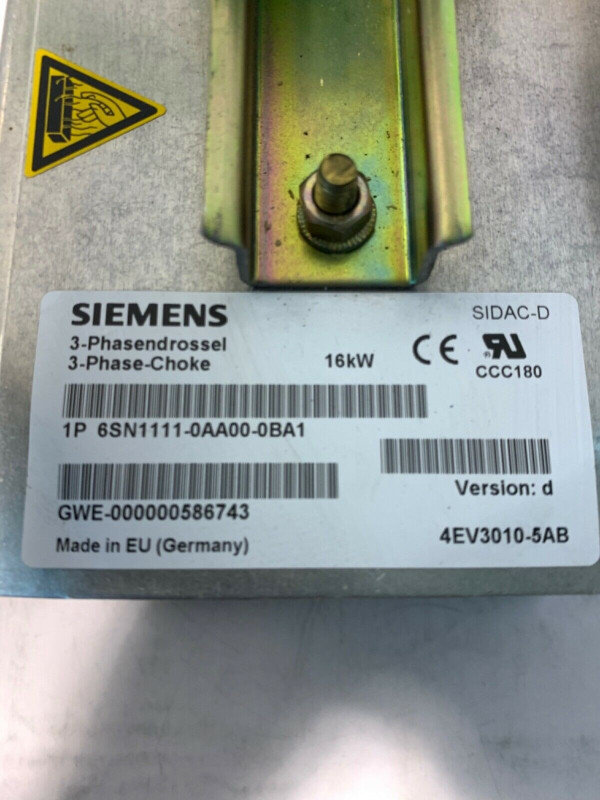 SIEMENS
SIDAC-D
3-Phasendrossel
3-Phase-Choke
16kW
CE
RU
CCC180
1P 6SN1111-0AA00-0BA1
Version: d
GWE-000000586743
4EV3010-5AB
Made in EU (Germany)